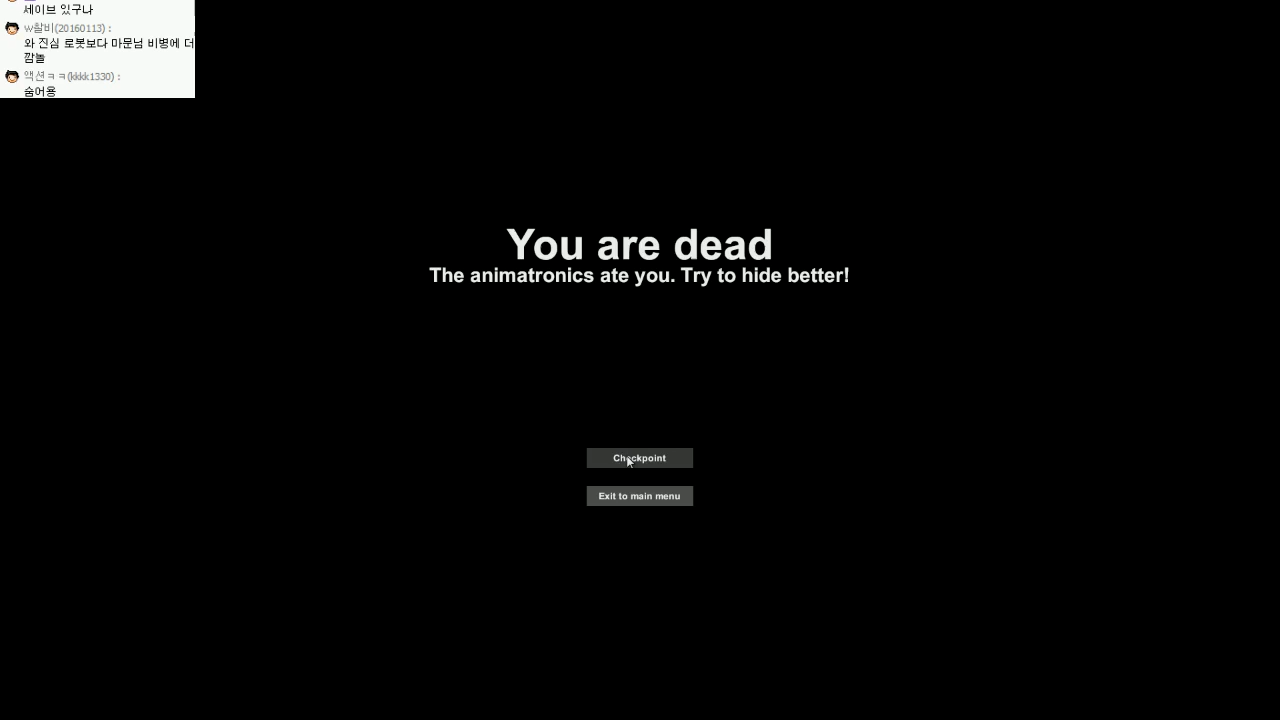 세이브 있구나
w찰비(20160113) :
와 진심 로봇보다 마문님 비병에 더
깜놀
액션ㅋㅋ(kkkk1330) :
숨어용
You are dead
The animatronics ate you. Try to hide better!
Checkpoint
Exit to main menu